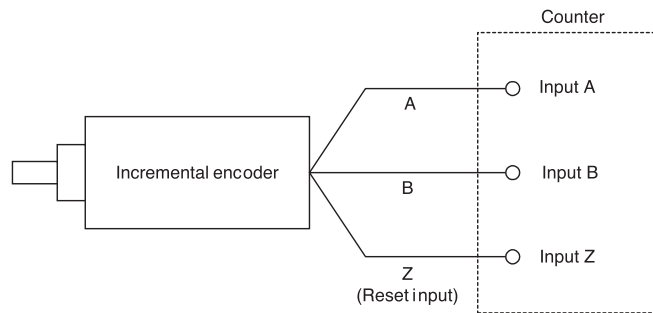 Counter
Input A
A
Incremental encoder
Input B
B
Input Z
Z
(Reset input)